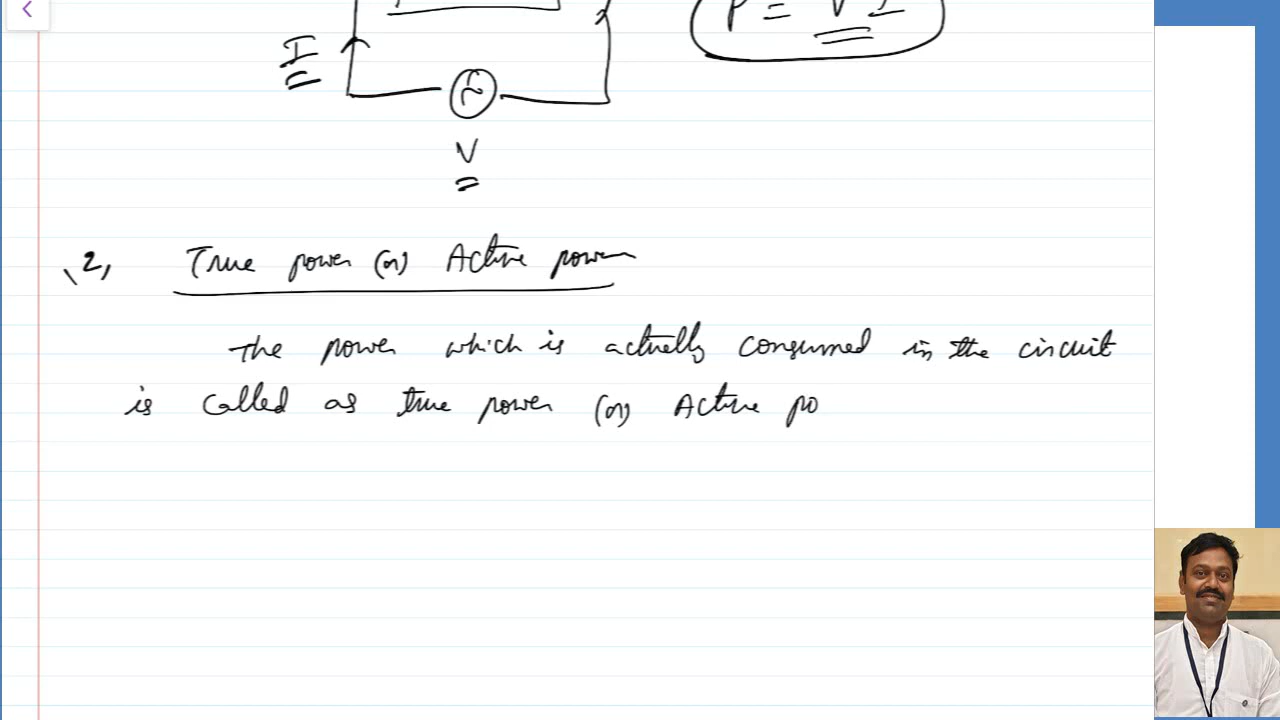 P = V I
I
V
2, True power (or) Active power
The power which is actually consumed in the circuit
is called as true power (or) Active po